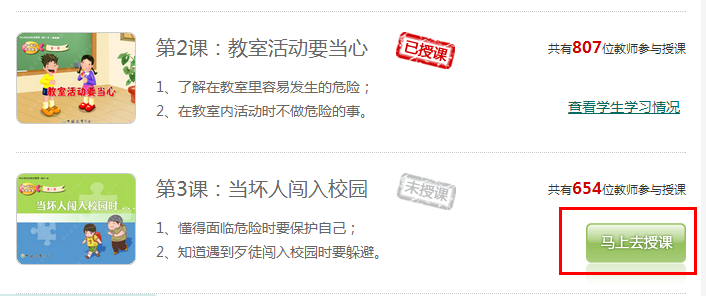 第2课：教室活动要当心
已授课
共有807位教师参与授课
教室活动要当心
1、了解在教室里容易发生的危险；
2、在教室内活动时不做危险的事。
查看学生学习情况
第3课：当坏人闯入校园
未授课
共有654位教师参与授课
当坏人闯入校园时......
1、懂得面临危险时要保护自己；
2、知道遇到歹徒闯入校园时要躲避。
马上去授课